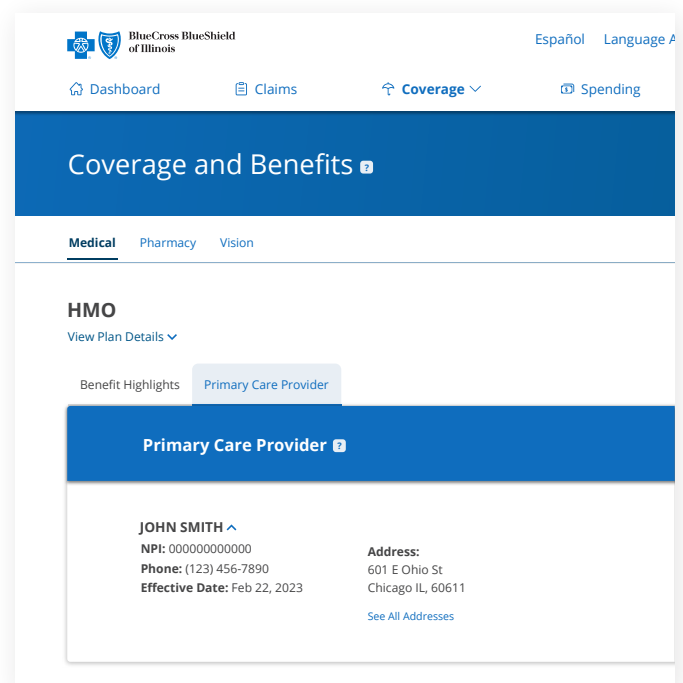 BlueCross BlueShield
of Illinois
Español Language A
Dashboard Claims Coverage Spending
Coverage and Benefits ?
Medical Pharmacy Vision
HMO
View Plan Details
Benefit Highlights Primary Care Provider
Primary Care Provider ?
JOHN SMITH
NPI: 000000000000
Phone: (123) 456-7890
Effective Date: Feb 22, 2023
Address:
601 E Ohio St
Chicago IL, 60611
See All Addresses